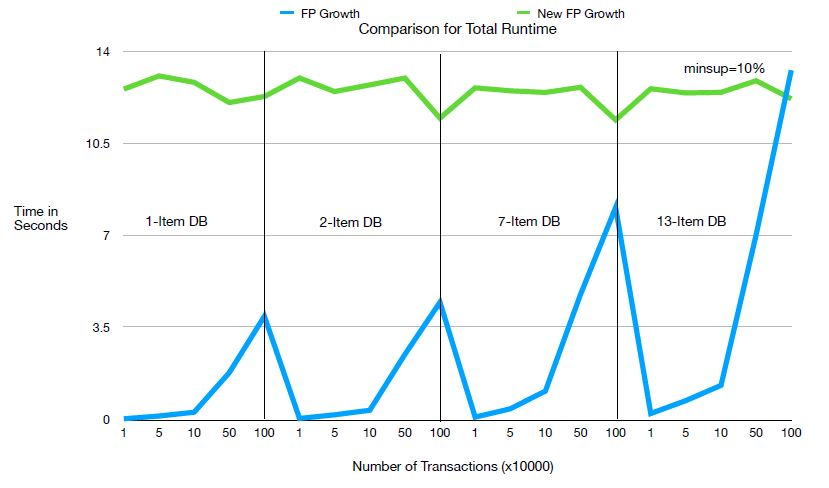 FP Growth New FP Growth
Comparison for Total Runtime
14
minsup=10%
10.5
Time in
Seconds
1-Item DB 2-Item DB 7-Item DB 13-Item DB
7
3.5
0
1 5 10 50 100 1 5 10 50 100 1 5 10 50 100 1 5 10 50 100
Number of Transactions (x10000)